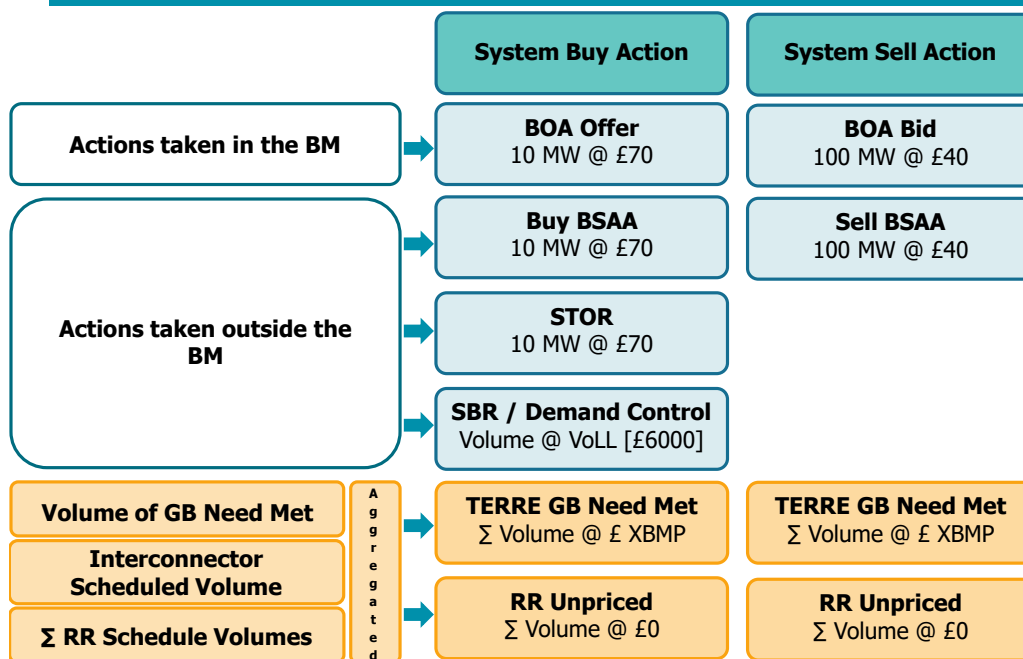 System Buy Action
System Sell Action
Actions taken in the BM
BOA Offer
10 MW @ £70
BOA Bid
100 MW @ £40
Actions taken outside the
BM
Buy BSAA
10 MW @ £70
Sell BSAA
100 MW @ £40
STOR
10 MW @ £70
SBR / Demand Control
Volume @ VoLL [£6000]
Volume of GB Need Met
Interconnector
Scheduled Volume
Σ RR Schedule Volumes
Aggregated
TERRE GB Need Met
Σ Volume @ £ XBMP
TERRE GB Need Met
Σ Volume @ £ XBMP
RR Unpriced
Σ Volume @ £0
RR Unpriced
Σ Volume @ £0